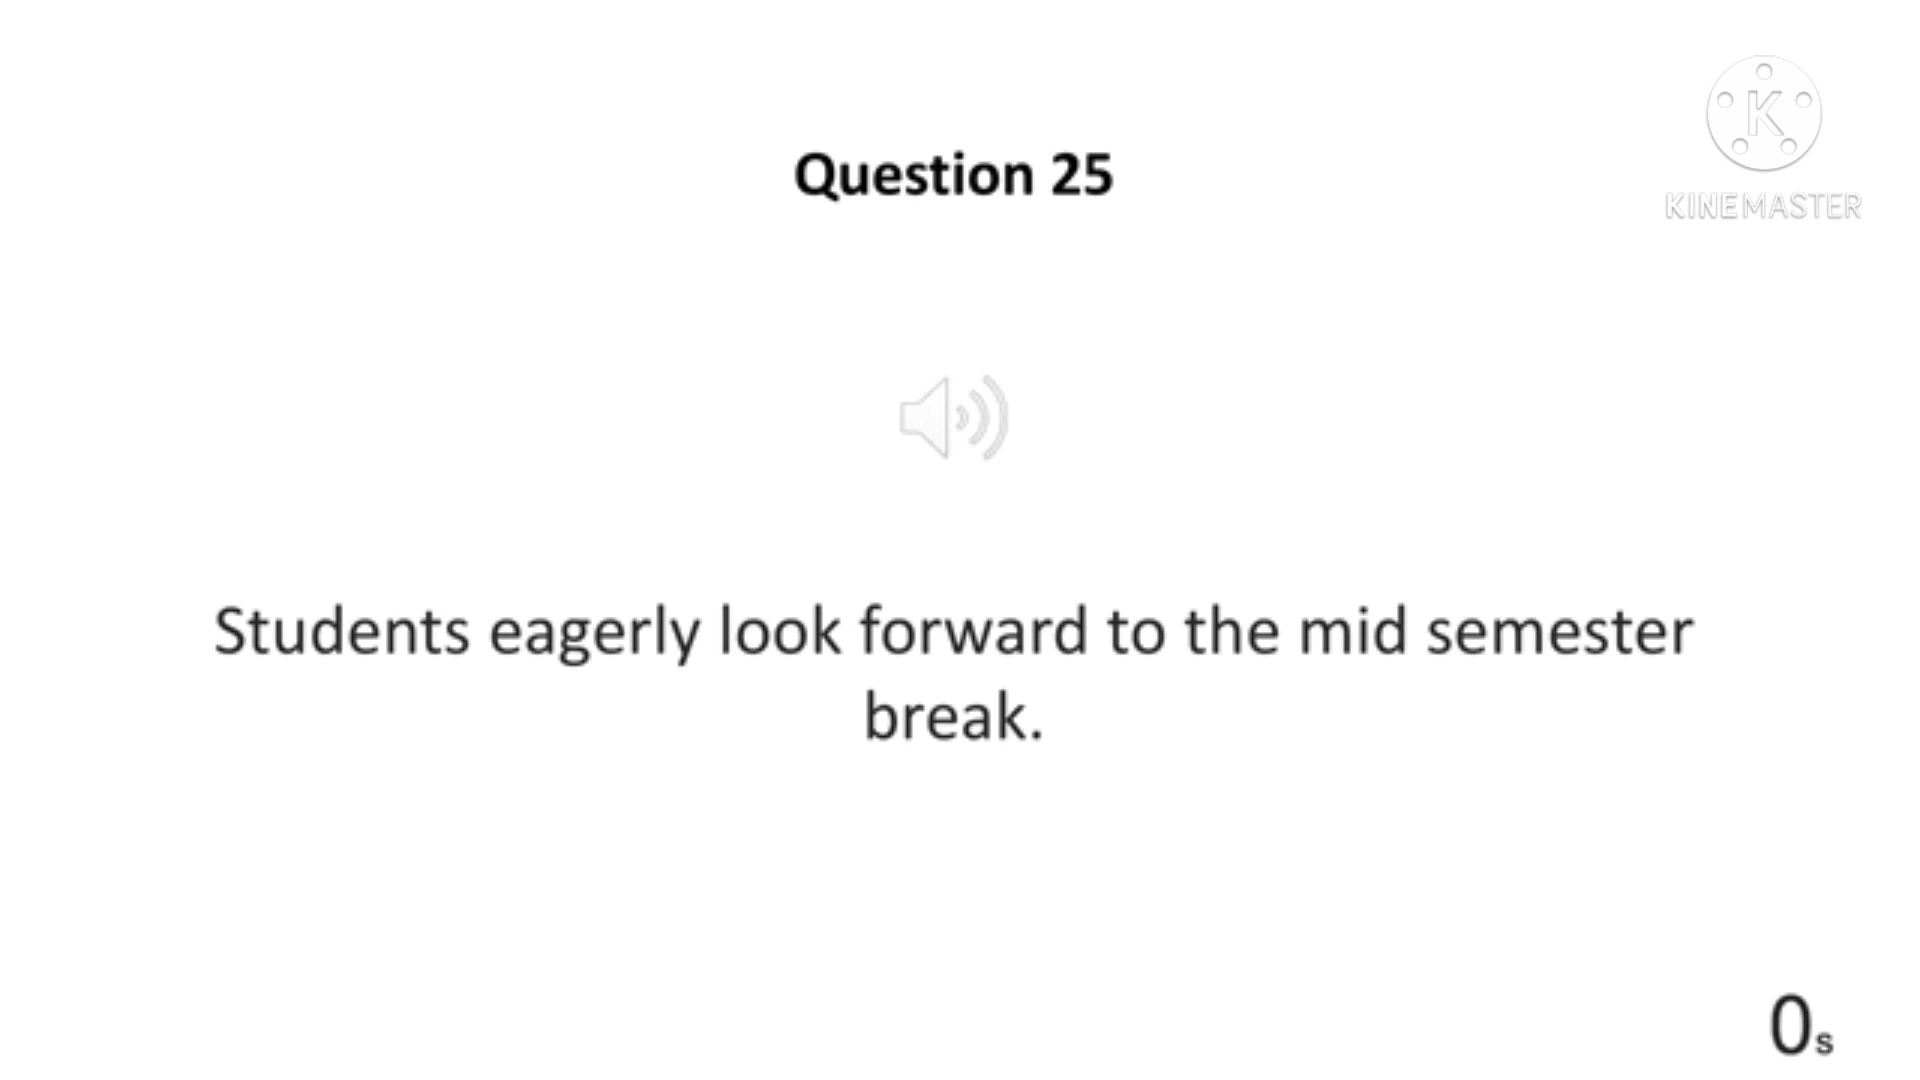 K
KINEMASTER
Question 25
Students eagerly look forward to the mid semester
break.
0s